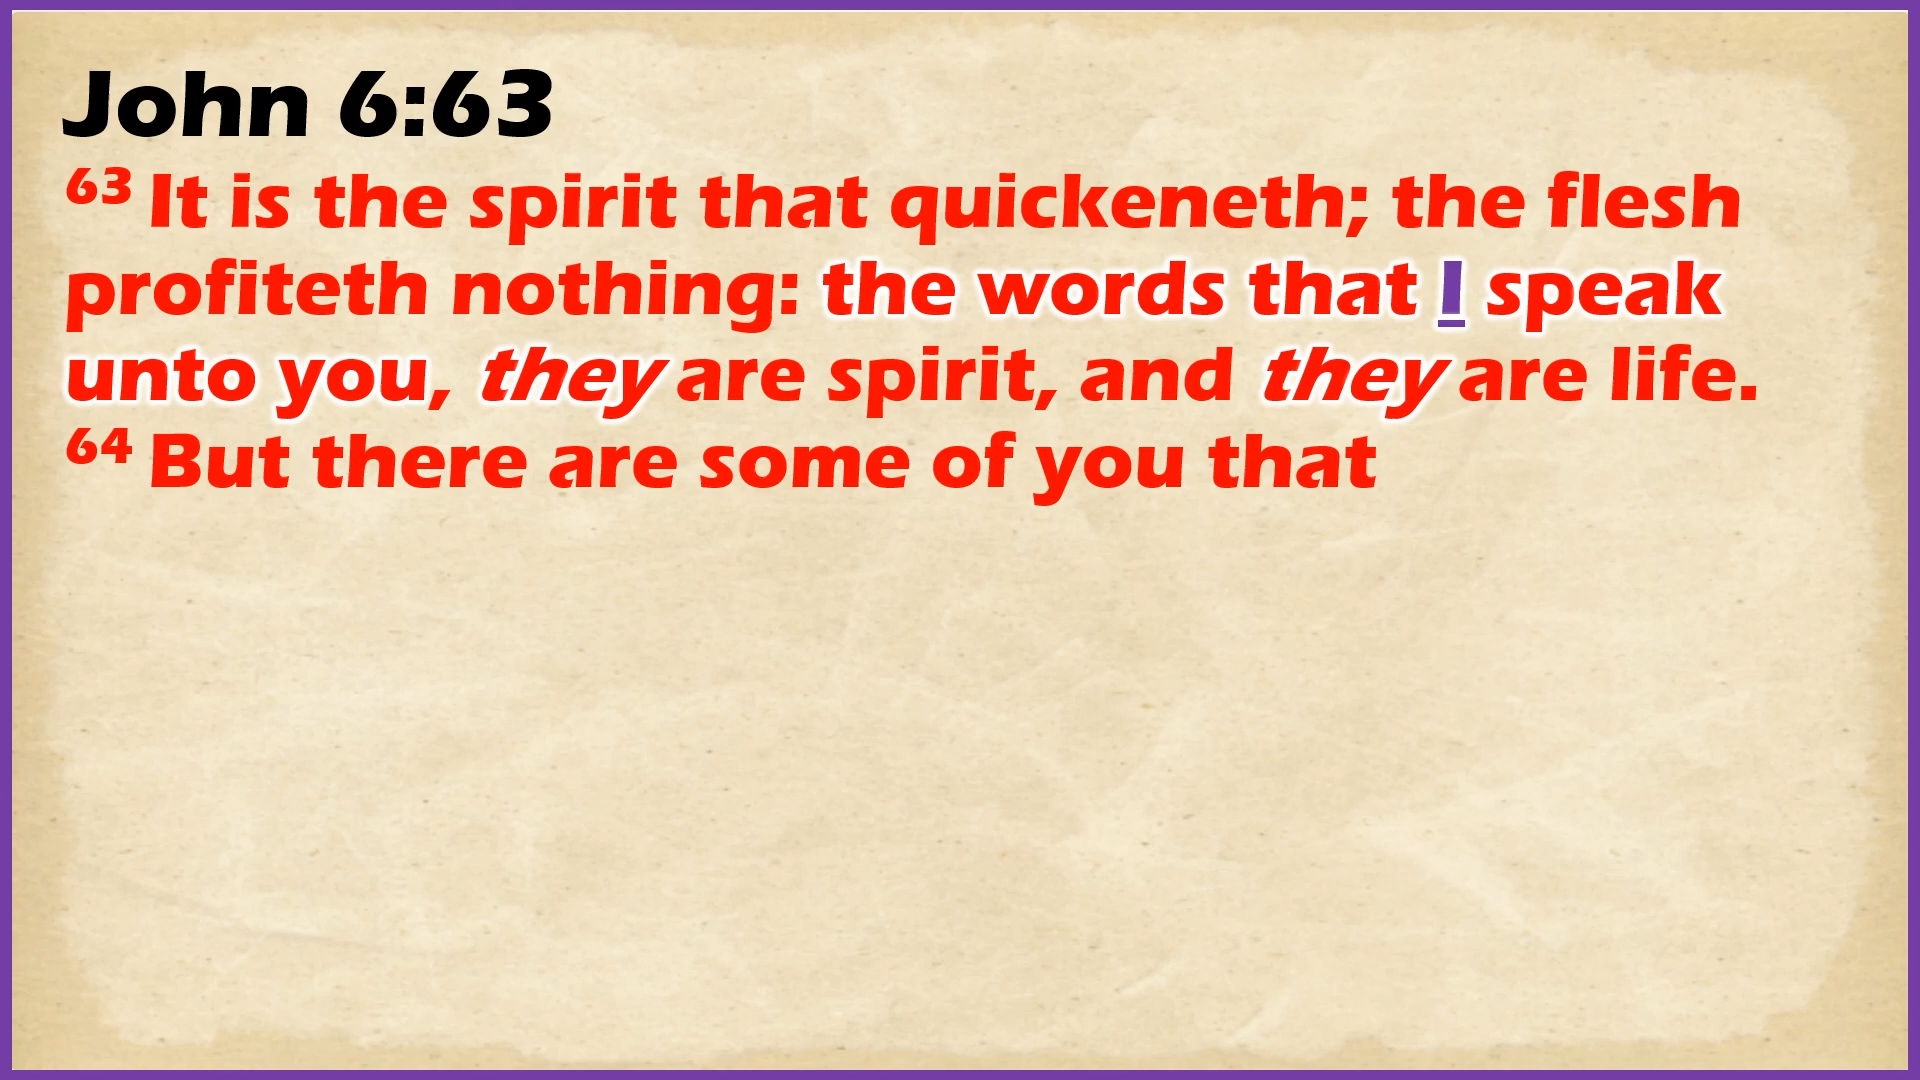 John 6:63
63 It is the spirit that quickeneth; the flesh
profiteth nothing: the words that I speak
unto you, they are spirit, and they are life.
64 But there are some of you that